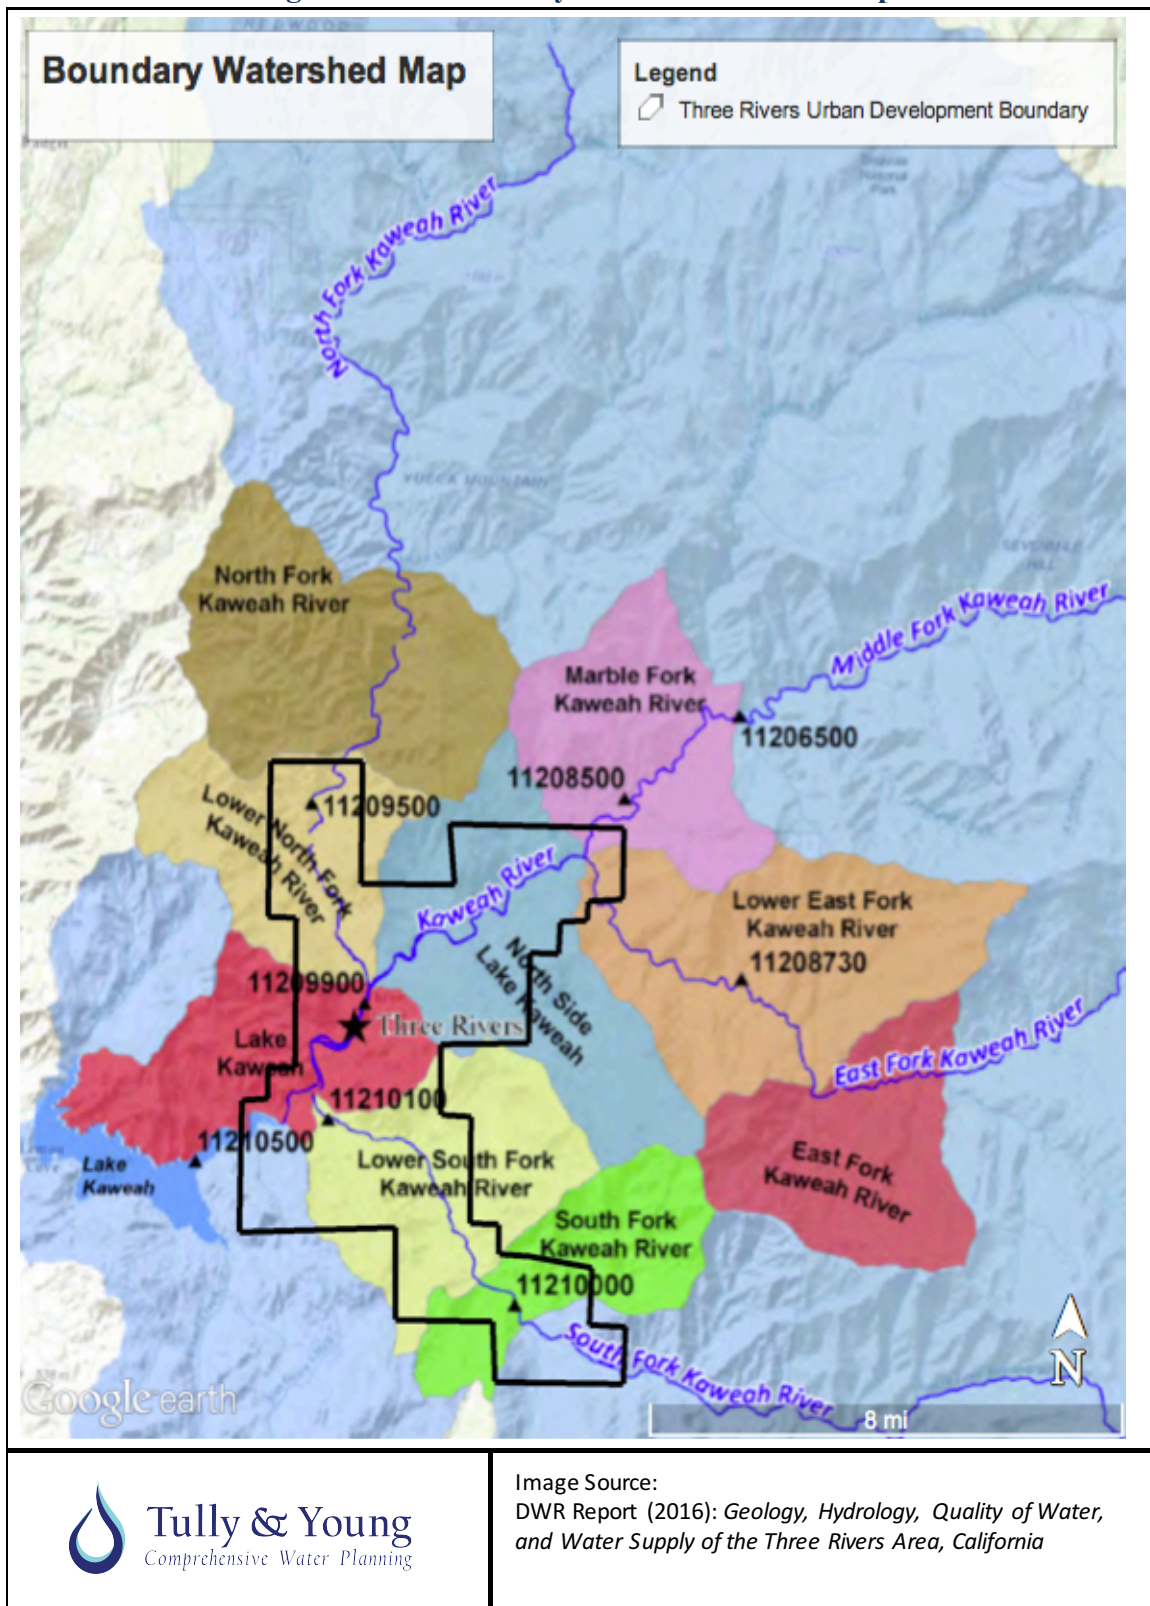 Boundary Watershed Map
Legend
Three Rivers Urban Development Boundary
North Fork Kaweah River
YUCCA MOUNTAIN
North Fork
Kaweah River
Middle Fork Kaweah River
Marble Fork
Kaweah River
11206500
11208500
11209500
Lower North Fork
Kaweah River
Kaweah River
Lower East Fork
Kaweah River
11208730
North Side
Lake Kaweah
11209900
Three Rivers
Lake
Kaweah
East Fork Kaweah River
11210100
11210500
Lake
Kaweah
Lower South Fork
Kaweah River
East Fork
Kaweah River
South Fork
Kaweah River
11210000
South Fork Kaweah River
N
Google earth
8 mi
Tully & Young
Comprehensive Water Planning
Image Source:
DWR Report (2016): Geology, Hydrology, Quality of Water,
and Water Supply of the Three Rivers Area, California